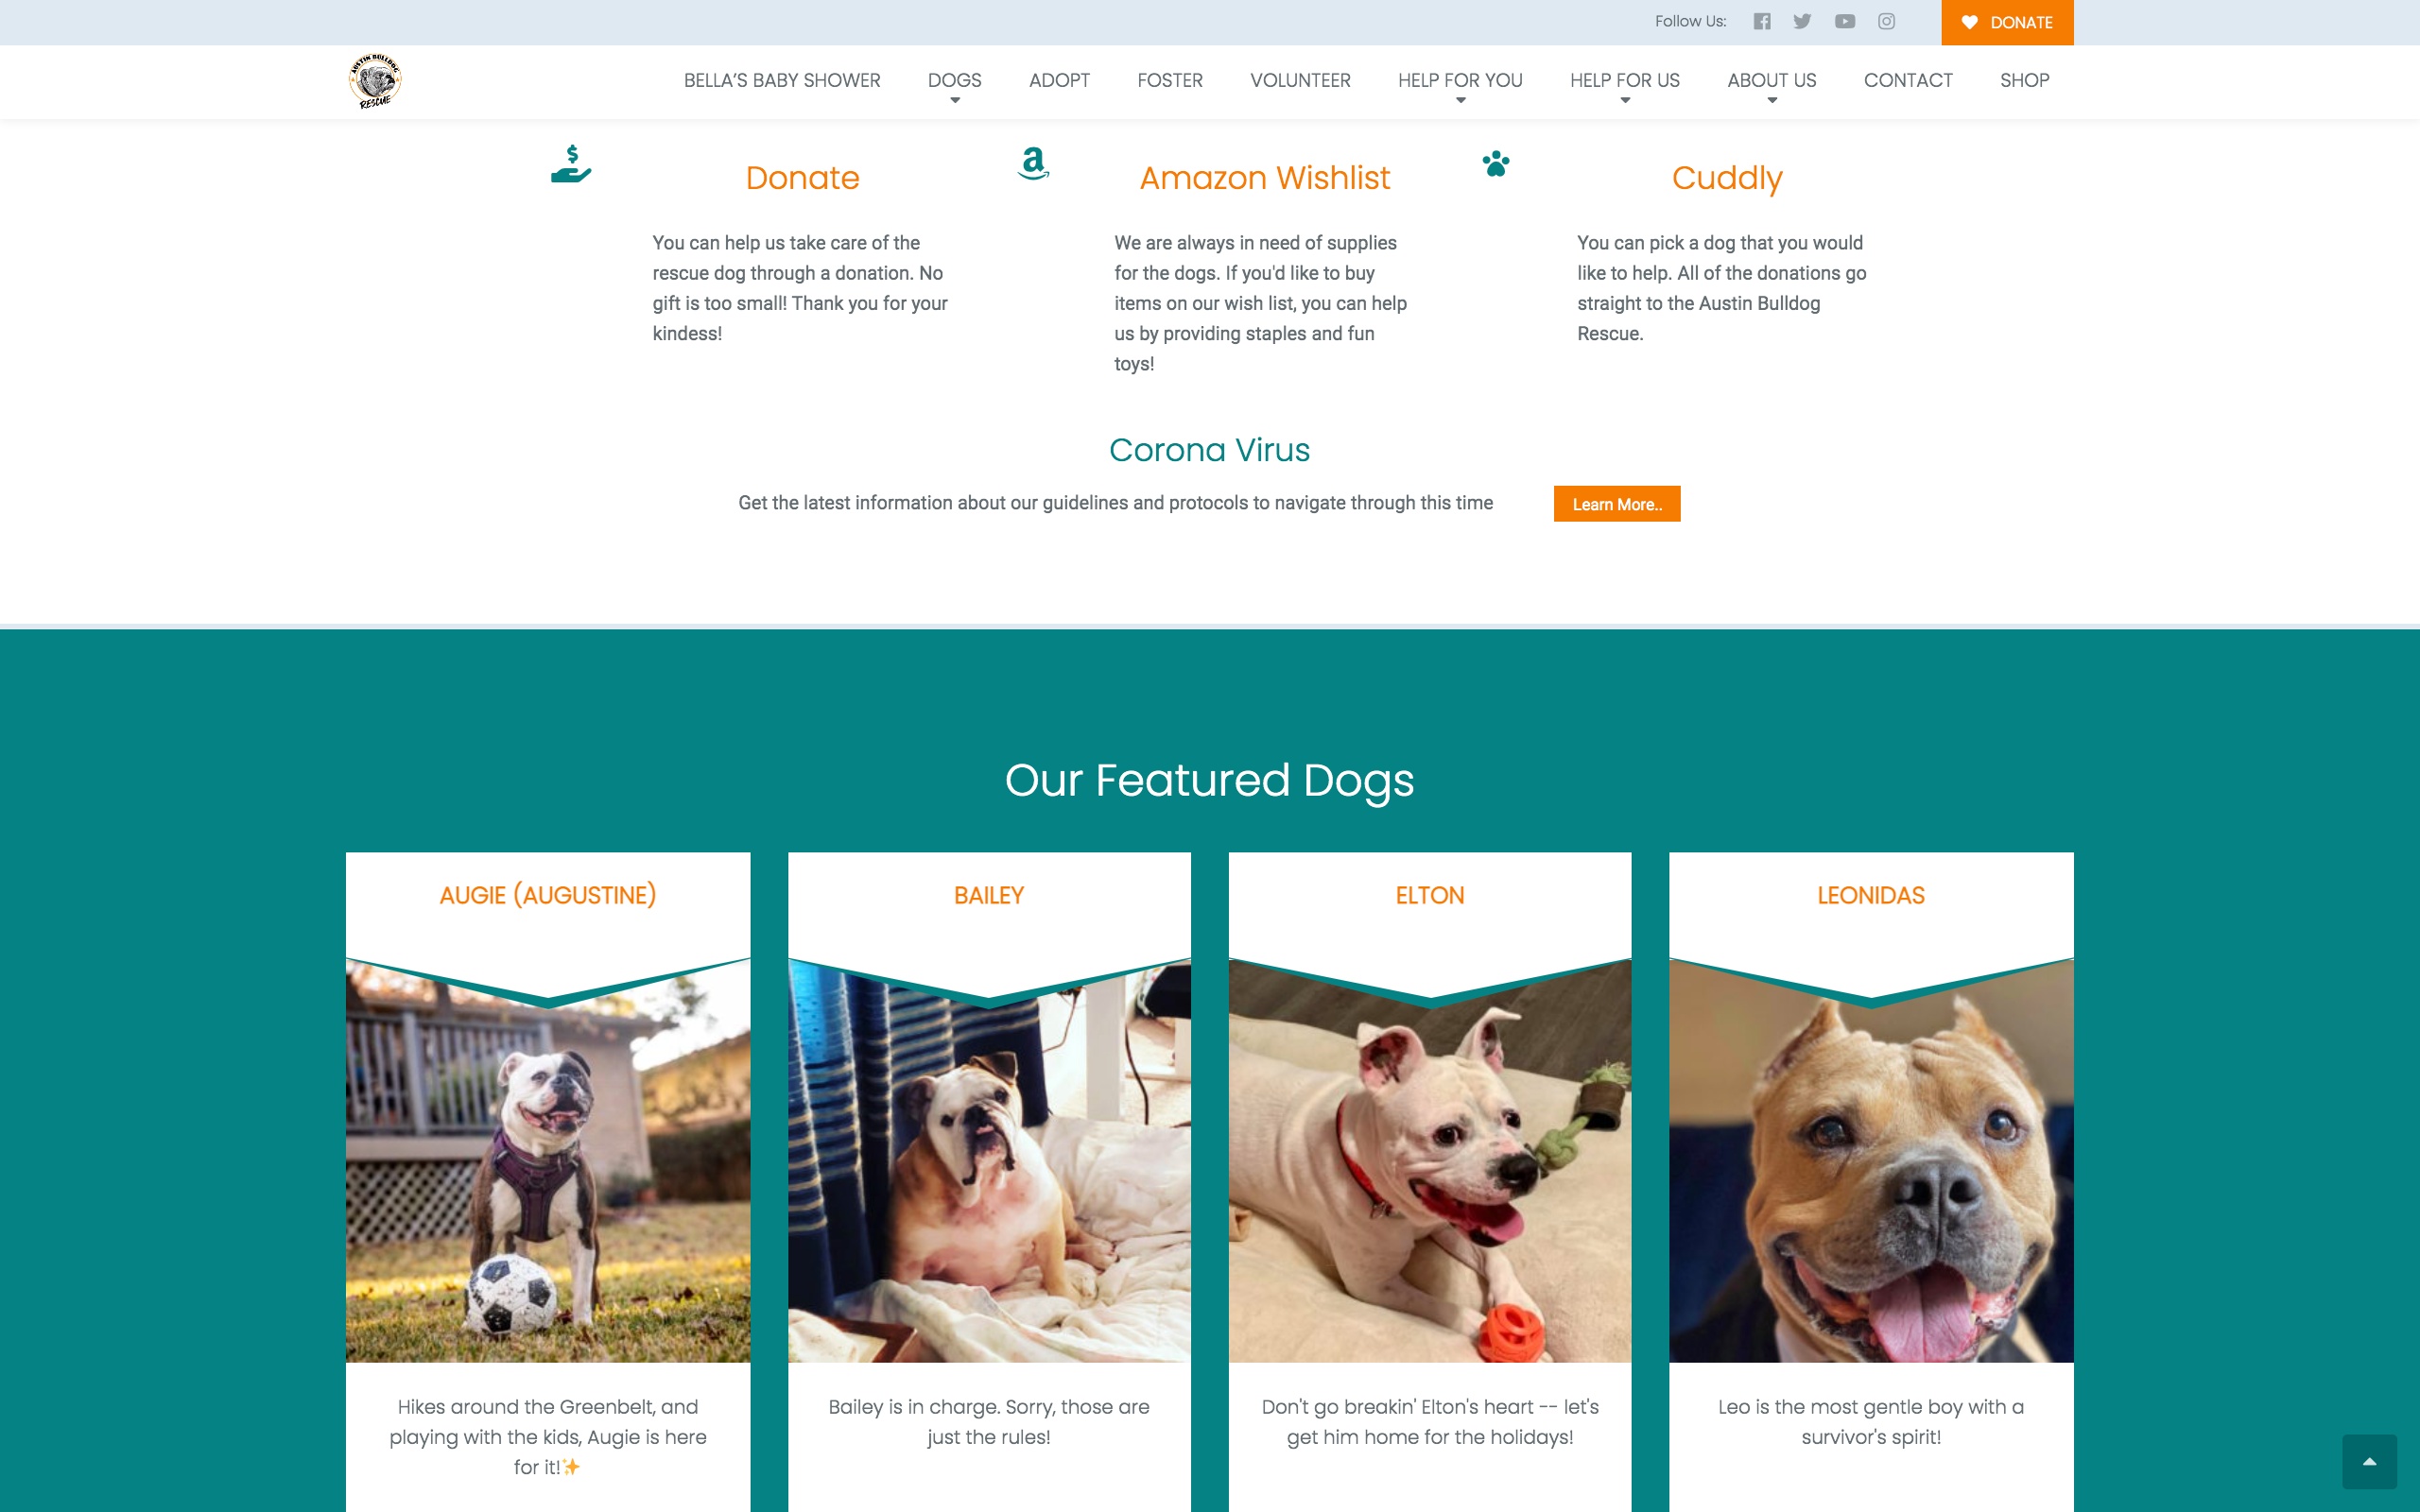 Follow Us:
DONATE
AUSTIN BULLDOG
RESCUE
BELLA'S BABY SHOWER
DOGS
ADOPT
FOSTER
VOLUNTEER
HELP FOR YOU
HELP FOR US
ABOUT US
CONTACT
SHOP
Donate
You can help us take care of the
rescue dog through a donation. No
gift is too small! Thank you for your
kindess!
Amazon Wishlist
We are always in need of supplies
for the dogs. If you'd like to buy
items on our wish list, you can help
us by providing staples and fun
toys!
Cuddly
You can pick a dog that you would
like to help. All of the donations go
straight to the Austin Bulldog
Rescue.
Corona Virus
Get the latest information about our guidelines and protocols to navigate through this time
Learn More..
Our Featured Dogs
AUGIE (AUGUSTINE)
Hikes around the Greenbelt, and
playing with the kids, Augie is here
for it!✨
BAILEY
Bailey is in charge. Sorry, those are
just the rules!
ELTON
Don't go breakin' Elton's heart -- let's
get him home for the holidays!
LEONIDAS
Leo is the most gentle boy with a
survivor's spirit!